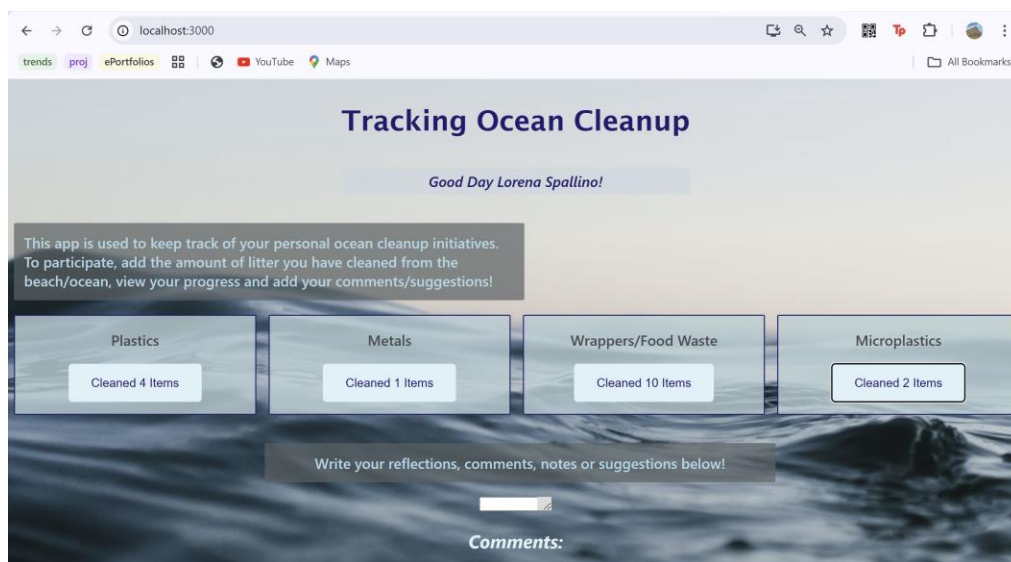 localhost:3000
Tp
trends proj ePortfolios YouTube Maps All Bookmarks
Tracking Ocean Cleanup
Good Day Lorena Spallino!
This app is used to keep track of your personal ocean cleanup initiatives.
To participate, add the amount of litter you have cleaned from the
beach/ocean, view your progress and add your comments/suggestions!
Plastics Metals Wrappers/Food Waste Microplastics
Cleaned 4 Items Cleaned 1 Items Cleaned 10 Items Cleaned 2 Items
Write your reflections, comments, notes or suggestions below!
Comments: